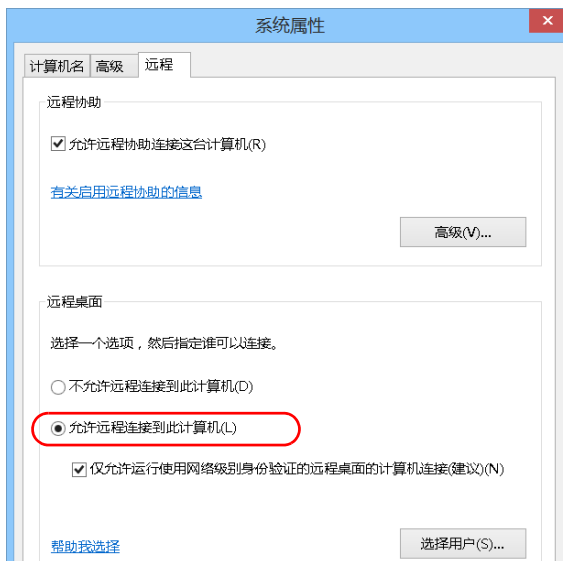 系统属性
计算机名 高级 远程
远程协助
允许远程协助连接这台计算机(R)
有关启用远程协助的信息
高级(V)...
远程桌面
选择一个选项，然后指定谁可以连接。
不允许远程连接到此计算机(D)
允许远程连接到此计算机(L)
仅允许运行使用网络级别身份验证的远程桌面的计算机连接(建议)(N)
帮助我选择 选择用户(S)...